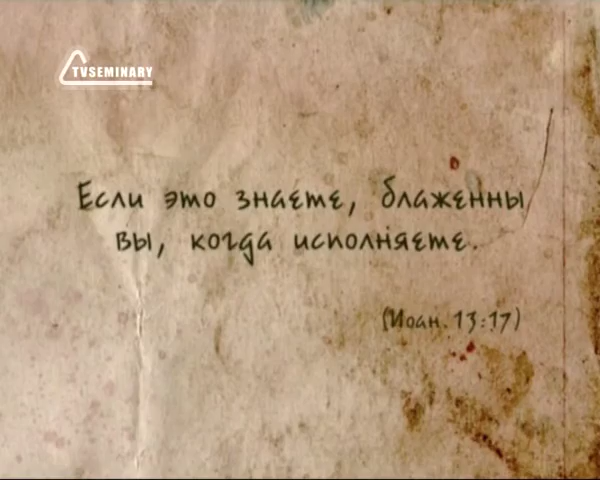 TVSEMINARY
Если это знаете, блаженны
вы, когда исполняете.
(Иоан. 13:17)